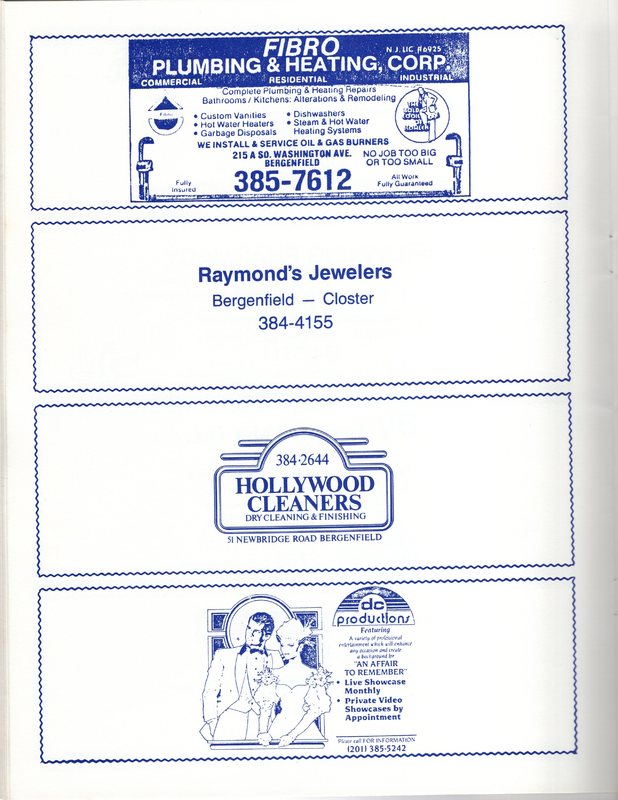 FIBRO
N.J. LIC #6925
PLUMBING & HEATING, CORP.
COMMERCIAL RESIDENTIAL INDUSTRIAL
Complete Plumbing & Heating Repairs
Bathrooms / Kitchens: Alterations & Remodeling
• Custom Vanities
• Hot Water Heaters
• Garbage Disposals
• Dishwashers
• Steam & Hot Water
Heating Systems
WE INSTALL & SERVICE OIL & GAS BURNERS
215 A SO. WASHINGTON AVE.
BERGENFIELD
NO JOB TOO BIG
OR TOO SMALL
Fully
Insured
385-7612
All Work
Fully Guaranteed
Raymond's Jewelers
Bergenfield — Closter
384-4155
384-2644
HOLLYWOOD
CLEANERS
DRY CLEANING & FINISHING
51 NEWBRIDGE ROAD BERGENFIELD
dc
productions
Featuring
A variety of professional
entertainment which will enhance
any occasion and create
a background for
"AN AFFAIR
TO REMEMBER"
• Live Showcase
Monthly
• Private Video
Showcases by
Appointment
Please call FOR INFORMATION
(201) 385-5242